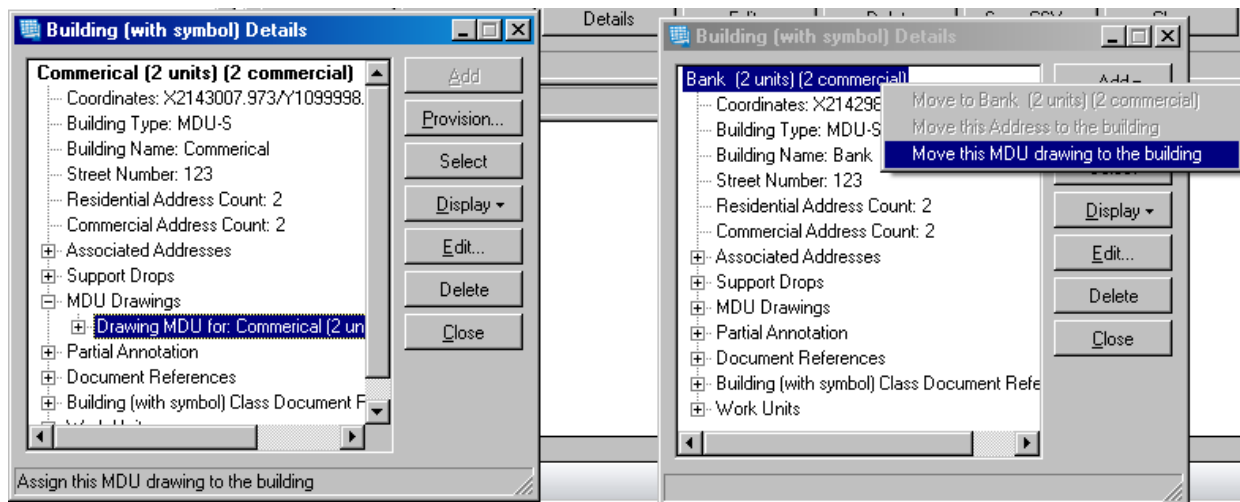 Details
Building (with symbol) Details
Commerical (2 units) (2 commercial)
Coordinates: X2143007.973/Y1099998.
Building Type: MDU-S
Building Name: Commerical
Street Number: 123
Residential Address Count: 2
Commercial Address Count: 2
Associated Addresses
Support Drops
MDU Drawings
Drawing MDU for: Commerical (2 un
Partial Annotation
Document References
Building (with symbol) Class Document F
Add
Provision...
Select
Display
Edit...
Delete
Close
Assign this MDU drawing to the building
Building (with symbol) Details
Bank (2 units) (2 commercial)
Coordinates: X214298
Building Type: MDU-S
Building Name: Bank
Street Number: 123
Residential Address Count: 2
Commercial Address Count: 2
Associated Addresses
Support Drops
MDU Drawings
Partial Annotation
Document References
Building (with symbol) Class Document Refe
Work Units
Move to Bank (2 units) (2 commercial)
Move this Address to the building
Move this MDU drawing to the building
Display
Edit...
Delete
Close